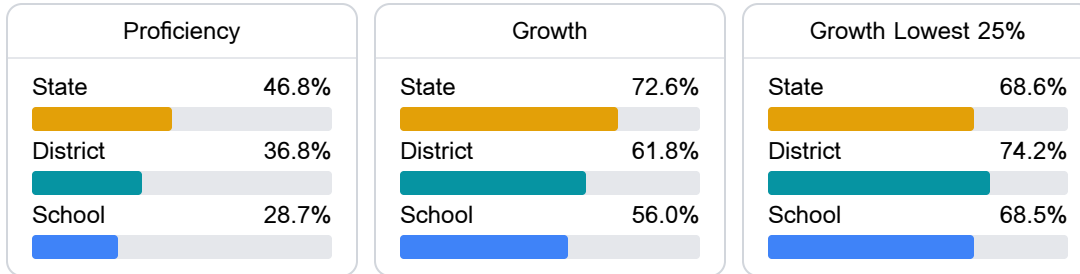 Proficiency
State 46.8%
District 36.8%
School 28.7%
Growth
State 72.6%
District 61.8%
School 56.0%
Growth Lowest 25%
State 68.6%
District 74.2%
School 68.5%